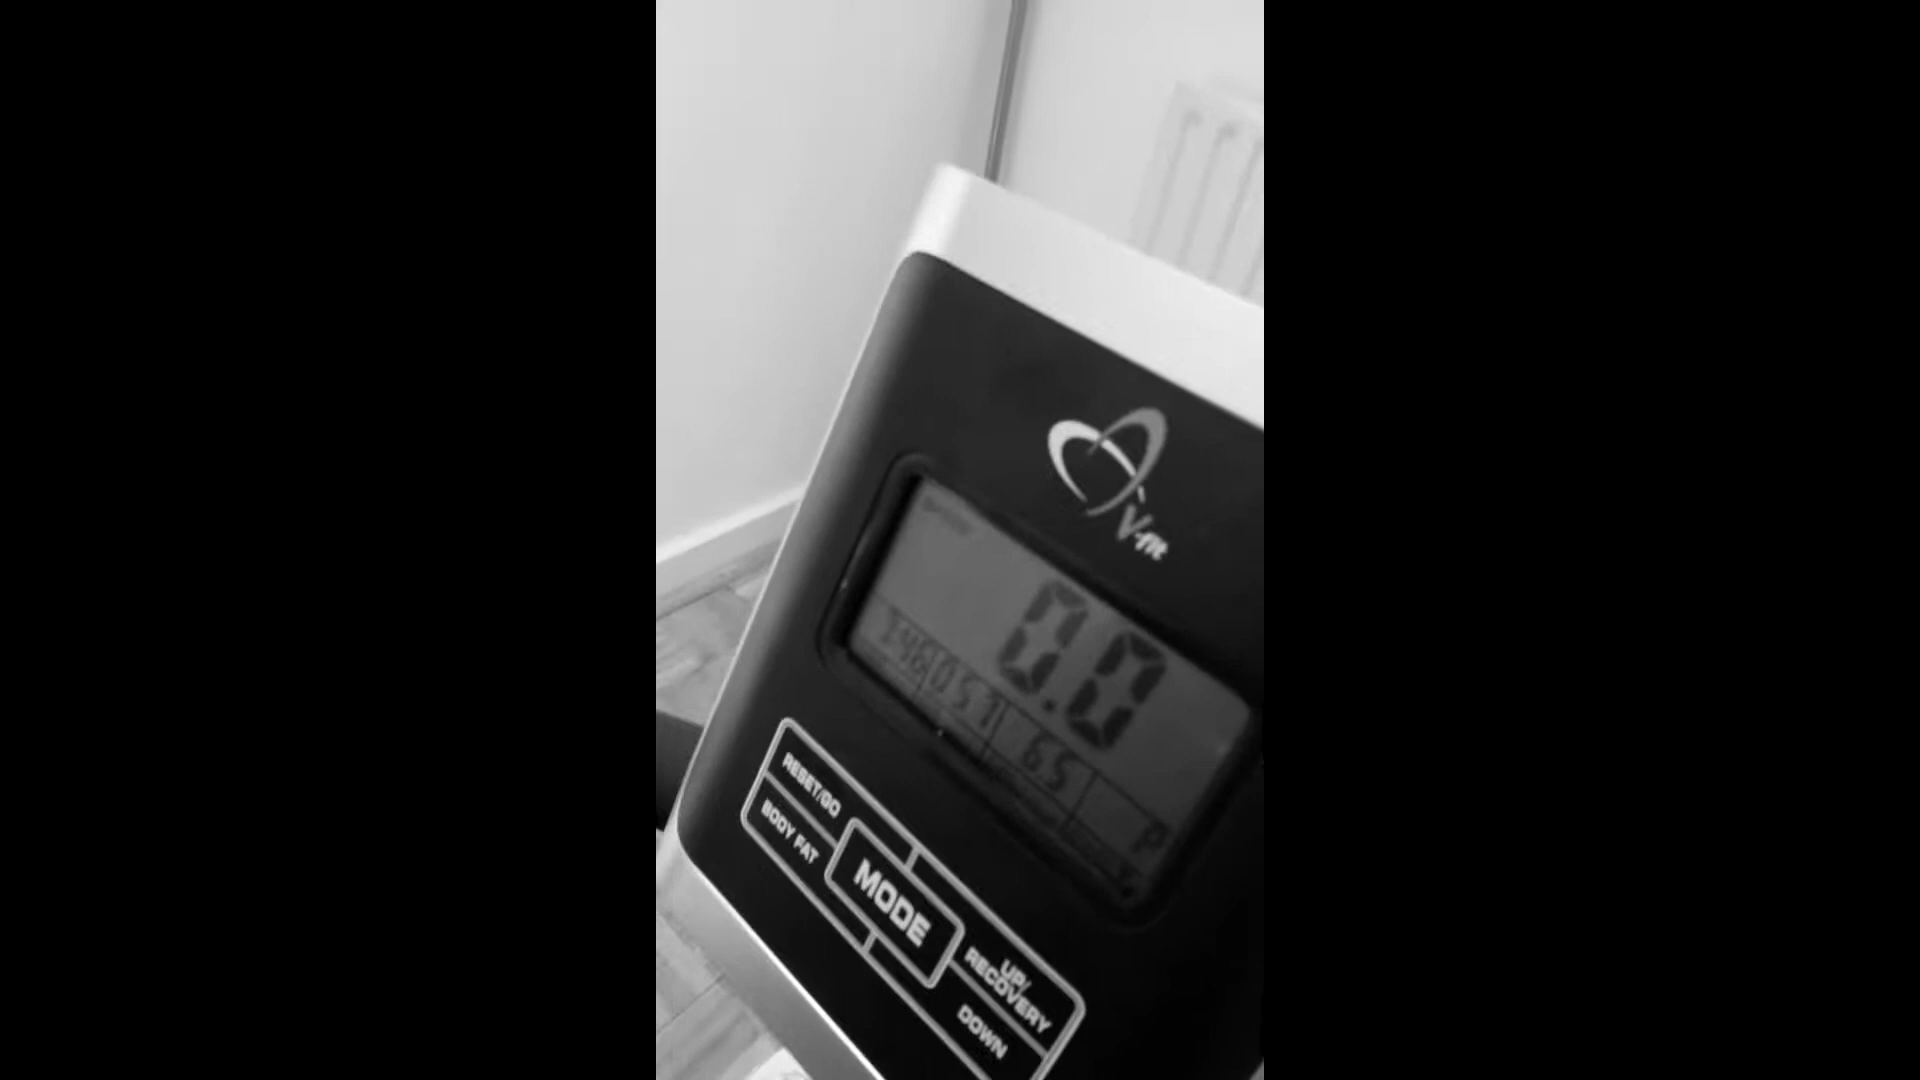 V-fit
0.0
65
P
RESET/GO
BODY FAT
MODE
UP/
RECOVERY
DOWN